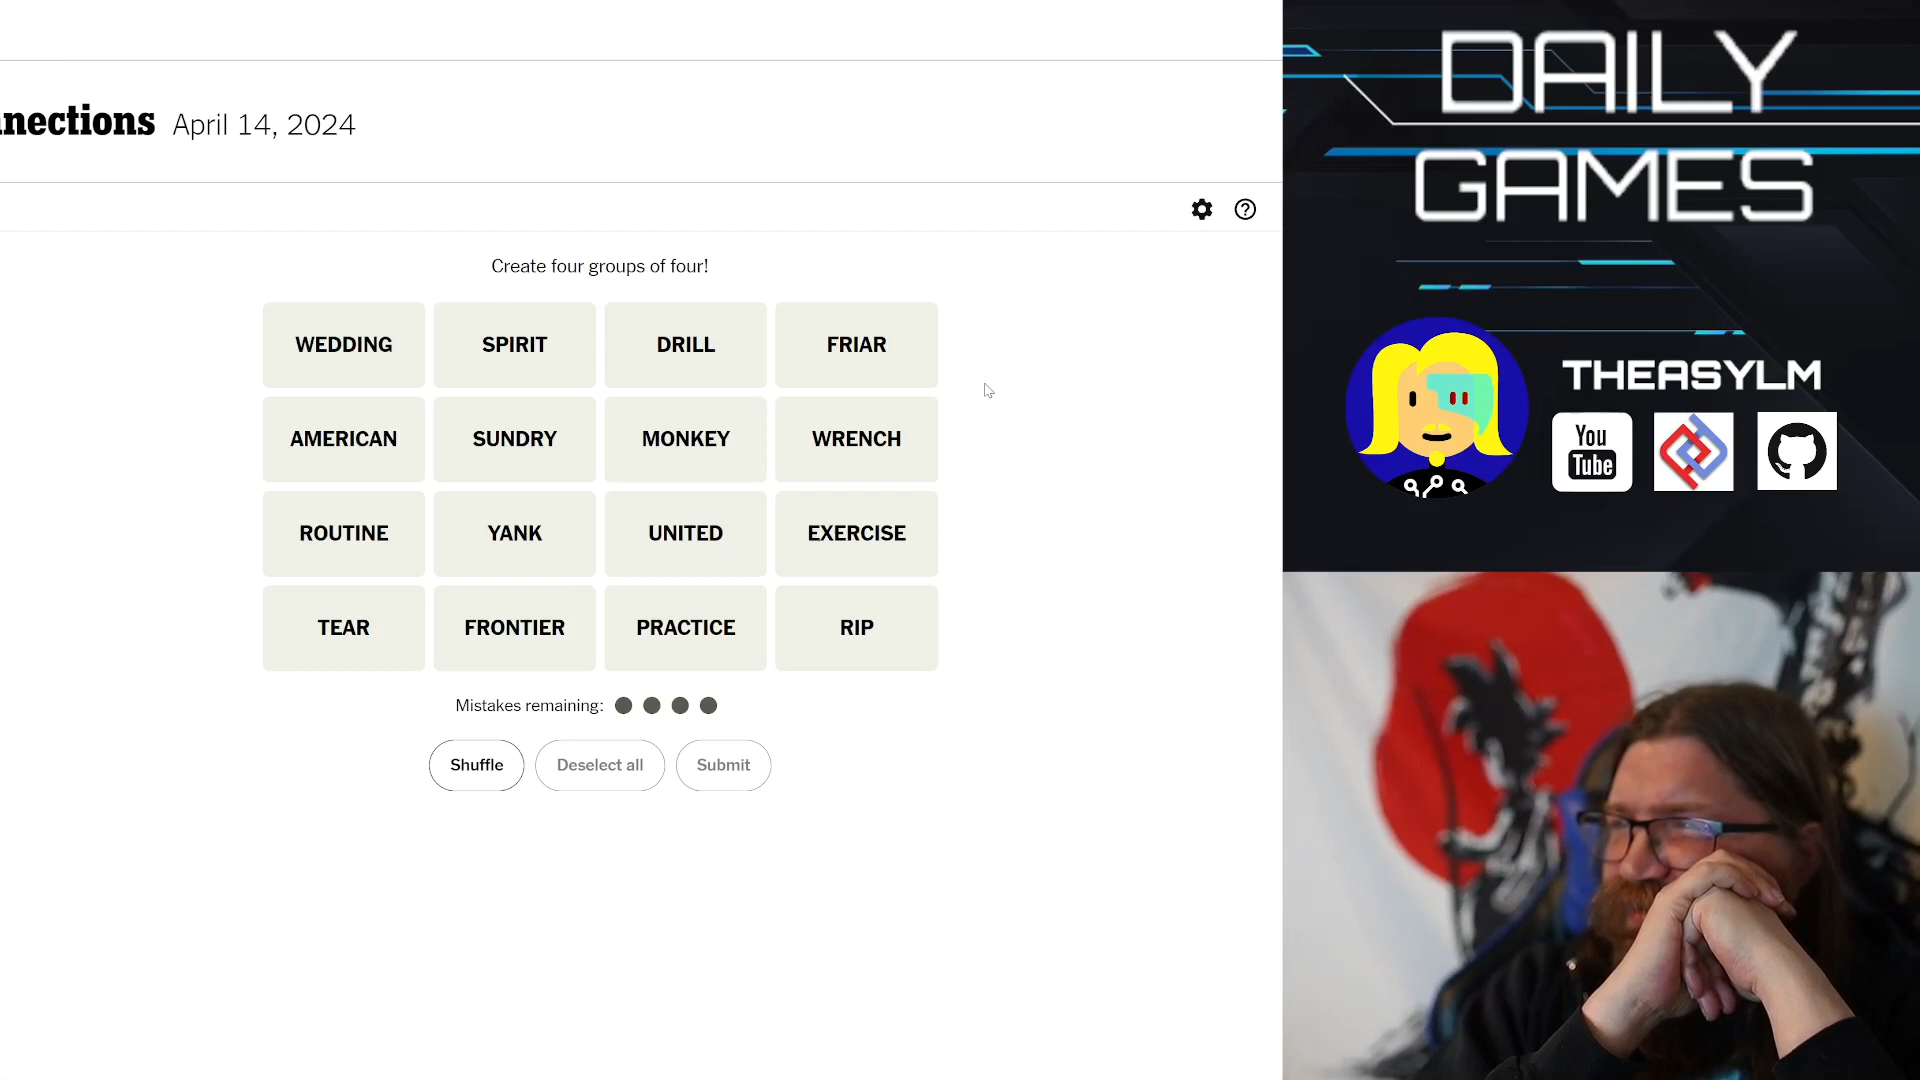 nnections April 14, 2024
Create four groups of four!
WEDDING SPIRIT DRILL FRIAR
AMERICAN SUNDRY MONKEY WRENCH
ROUTINE YANK UNITED EXERCISE
TEAR FRONTIER PRACTICE RIP
Mistakes remaining:
Shuffle Deselect all Submit
DAILY
GAMES
THEASYLM
You
Tube